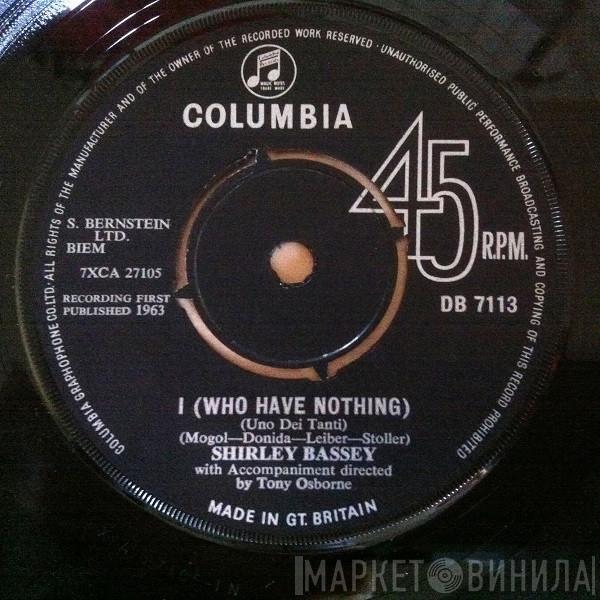 COLUMBIA GRAPHOPHONE CO. LTD. · ALL RIGHTS OF THE MANUFACTURER AND OF THE OWNER OF THE RECORDED WORK RESERVED · UNAUTHORISED PUBLIC PERFORMANCE BROADCASTING AND COPYING OF THIS RECORD PROHIBITED
COLUMBIA
45
R.P.M.
S. BERNSTEIN
LTD.
BIEM
7XCA 27105
RECORDING FIRST
PUBLISHED 1963
DB 7113
I (WHO HAVE NOTHING)
(Uno Dei Tanti)
(Mogol—Donida—Leiber—Stoller)
SHIRLEY BASSEY
with Accompaniment directed
by Tony Osborne
MADE IN GT. BRITAIN
МАРКЕТ ВИНИЛА